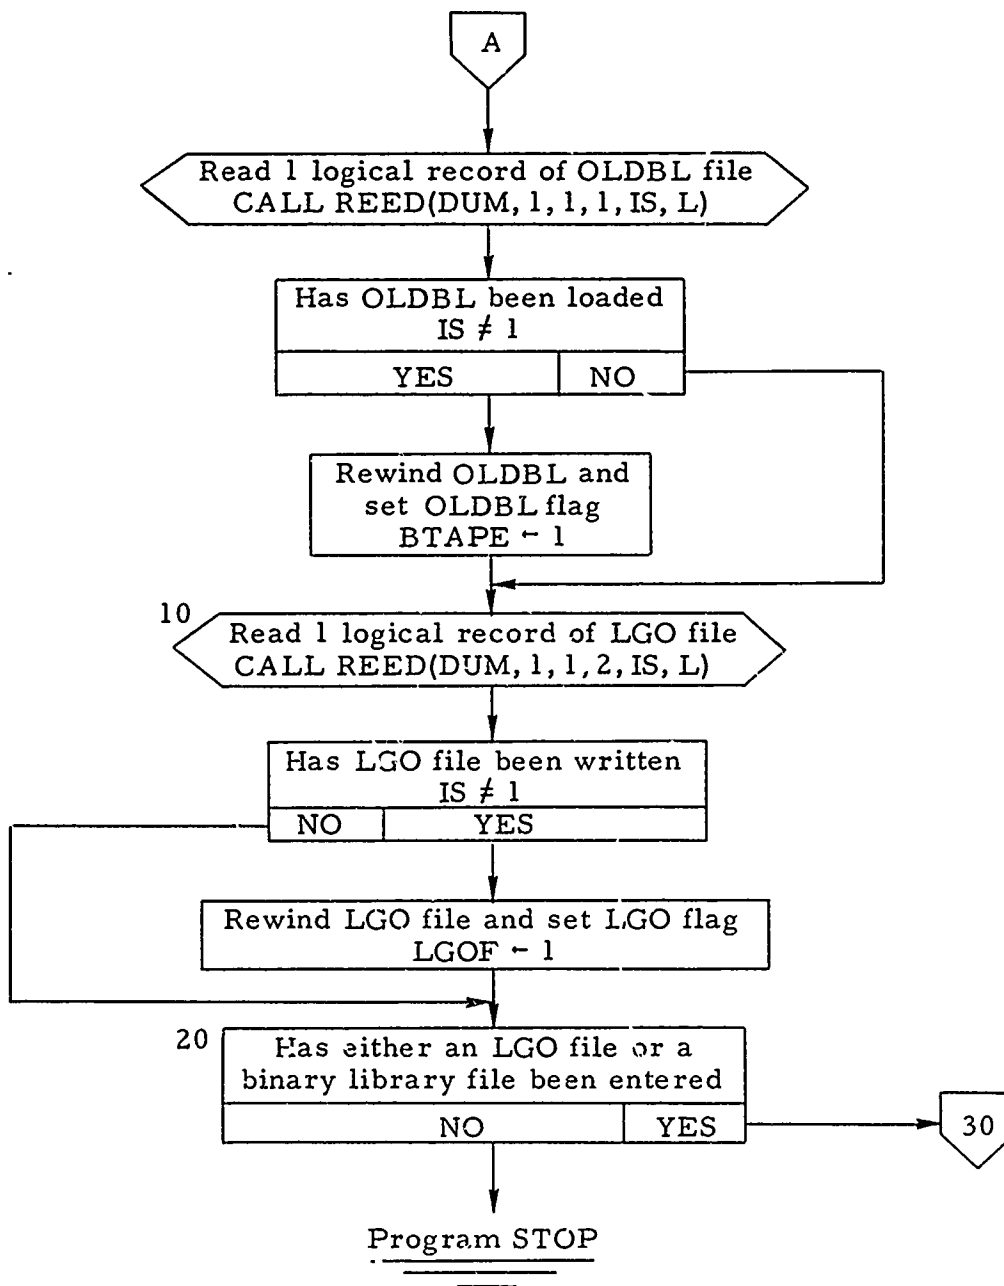 A
Read 1 logical record of OLDBL file
CALL REED(DUM, 1, 1, 1, IS, L)
Has OLDBL been loaded
IS ≠ 1
YES NO
Rewind OLDBL and
set OLDBL flag
BTAPE ← 1
10
Read 1 logical record of LGO file
CALL REED(DUM, 1, 1, 2, IS, L)
Has LGO file been written
IS ≠ 1
NO YES
Rewind LGO file and set LGO flag
LGOF ← 1
20
Has either an LGO file or a
binary library file been entered
NO YES
30
Program STOP